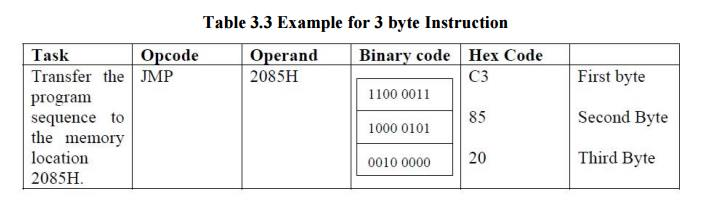 Table 3.3 Example for 3 byte Instruction
Task Opcode Operand Binary code Hex Code
Transfer the JMP 2085H C3 First byte
program 1100 0011
sequence to 85 Second Byte
the memory 1000 0101
location 0010 0000 20 Third Byte
2085H.